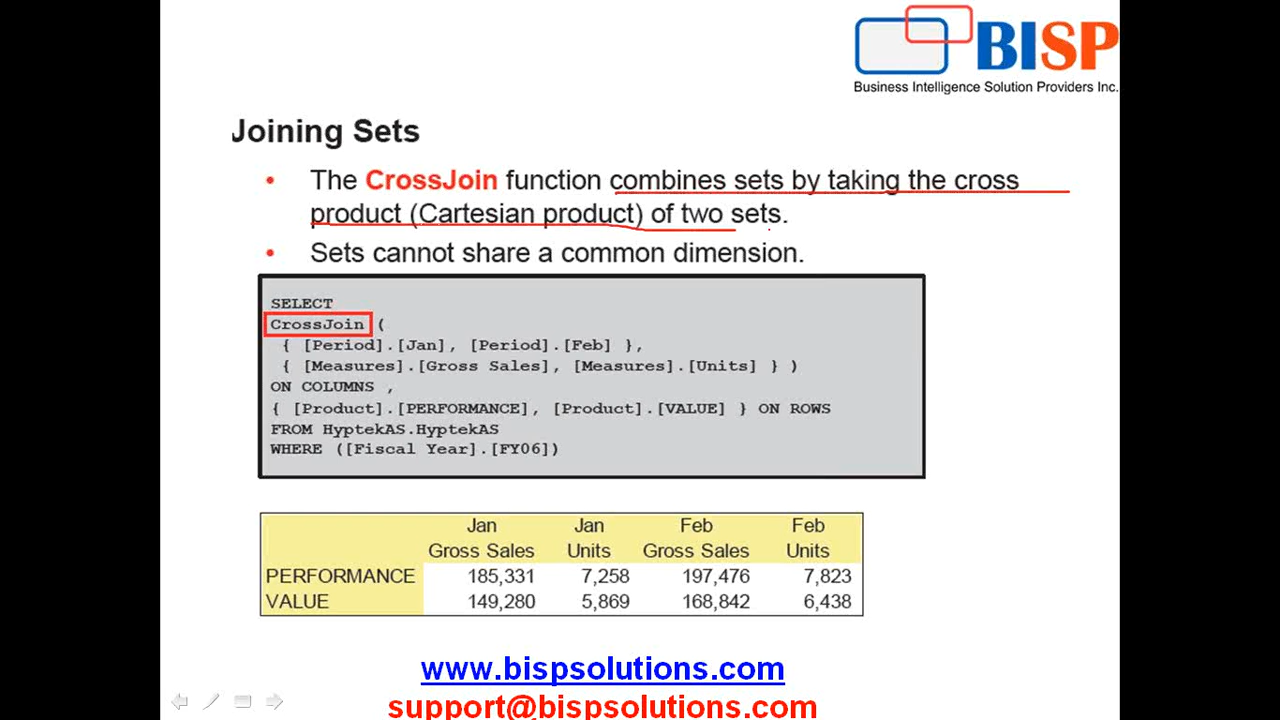 BISP
Business Intelligence Solution Providers Inc.
Joining Sets
• The CrossJoin function combines sets by taking the cross
product (Cartesian product) of two sets.
• Sets cannot share a common dimension.
SELECT
CrossJoin (
{ [Period].[Jan], [Period].[Feb] },
{ [Measures].[Gross Sales], [Measures].[Units] } )
ON COLUMNS ,
{ [Product].[PERFORMANCE], [Product].[VALUE] } ON ROWS
FROM HyptekAS.HyptekAS
WHERE ([Fiscal Year].[FY06])
Jan Jan Feb Feb
Gross Sales Units Gross Sales Units
PERFORMANCE 185,331 7,258 197,476 7,823
VALUE 149,280 5,869 168,842 6,438
www.bispsolutions.com
support@bispsolutions.com